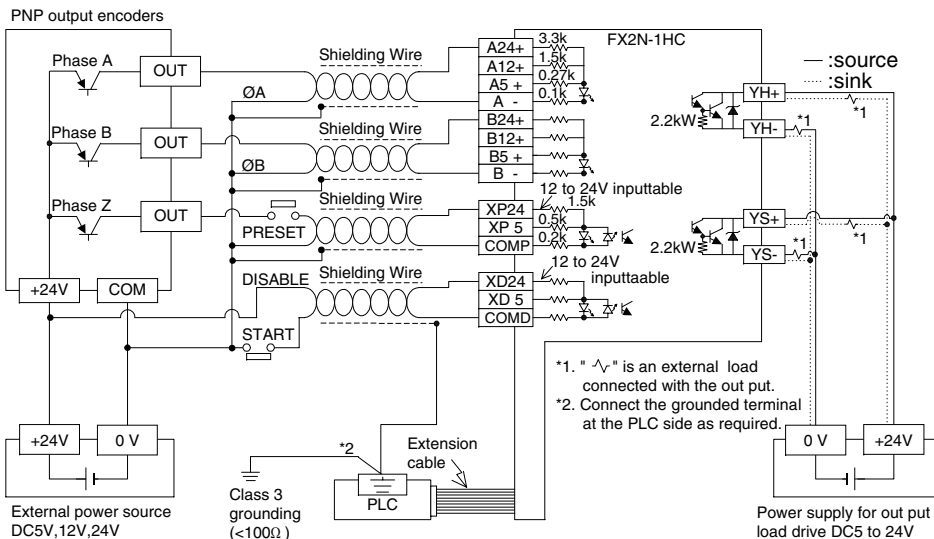 PNP output encoders
Phase A
OUT
Phase B
OUT
Phase Z
OUT
+24V
COM
Shielding Wire
ØA
Shielding Wire
ØB
Shielding Wire
PRESET
DISABLE
Shielding Wire
START
A24+
A12+
A5 +
A -
B24+
B12+
B5 +
B -
XP24
XP 5
COMP
XD24
XD 5
COMD
3.3k
1.5k
0.27k
0.1k
12 to 24V inputtable
1.5k
0.5k
0.2k
12 to 24V
inputtaable
FX2N-1HC
— :source
...... :sink
YH+
YH-
2.2kW
*1
*1
YS+
YS-
2.2kW
*1
*1
*1. " " is an external load
connected with the out put.
*2. Connect the grounded terminal
at the PLC side as required.
+24V
0 V
External power source
DC5V,12V,24V
*2
Class 3
grounding
(<100Ω )
PLC
Extension
cable
0 V
+24V
Power supply for out put
load drive DC5 to 24V